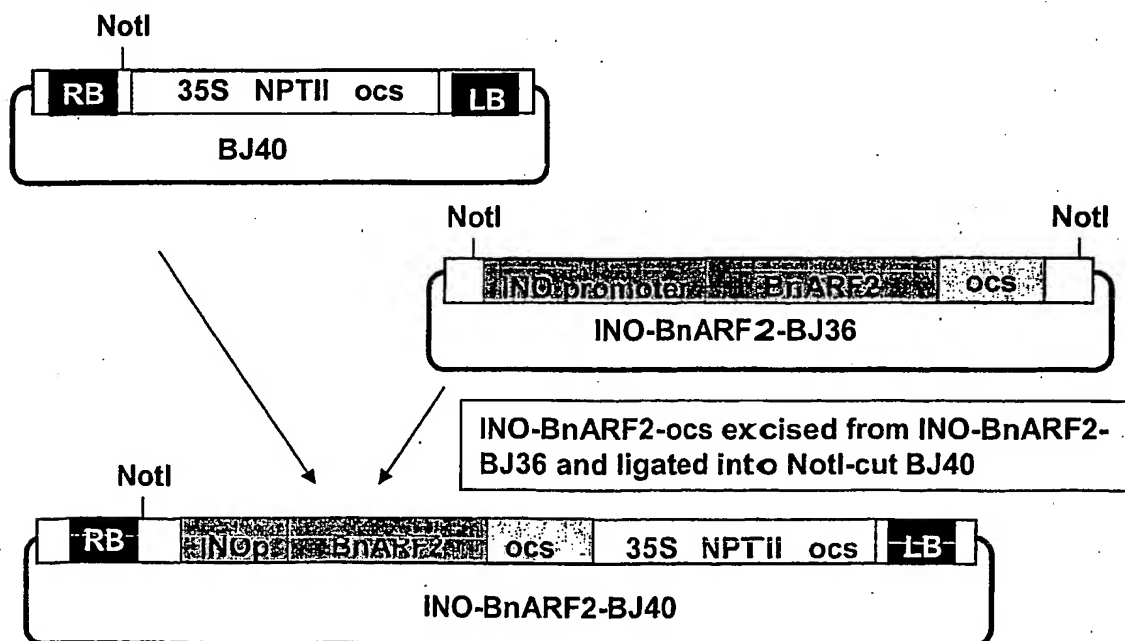 NotI
RB 35S NPTII ocs LB
BJ40
NotI NotI
INO promoter BnARF2 ocs
INO-BnARF2-BJ36
INO-BnARF2-ocs excised from INO-BnARF2-
BJ36 and ligated into NotI-cut BJ40
NotI
RB INOp BnARF2 ocs 35S NPTII ocs LB
INO-BnARF2-BJ40